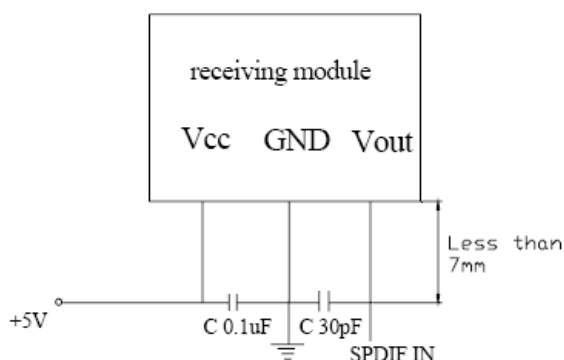 receiving module
Vcc GND Vout
Less than
7mm
+5V
C 0.1uF C 30pF
SPDIF IN